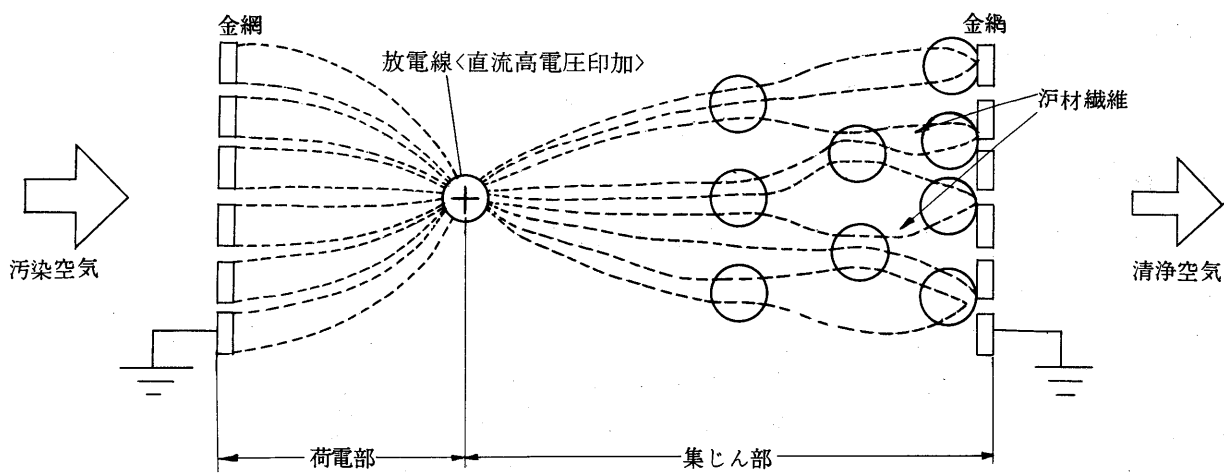 金網
金網
放電線<直流高電圧印加>
沪材繊維
+
汚染空気
清浄空気
荷電部
集じん部